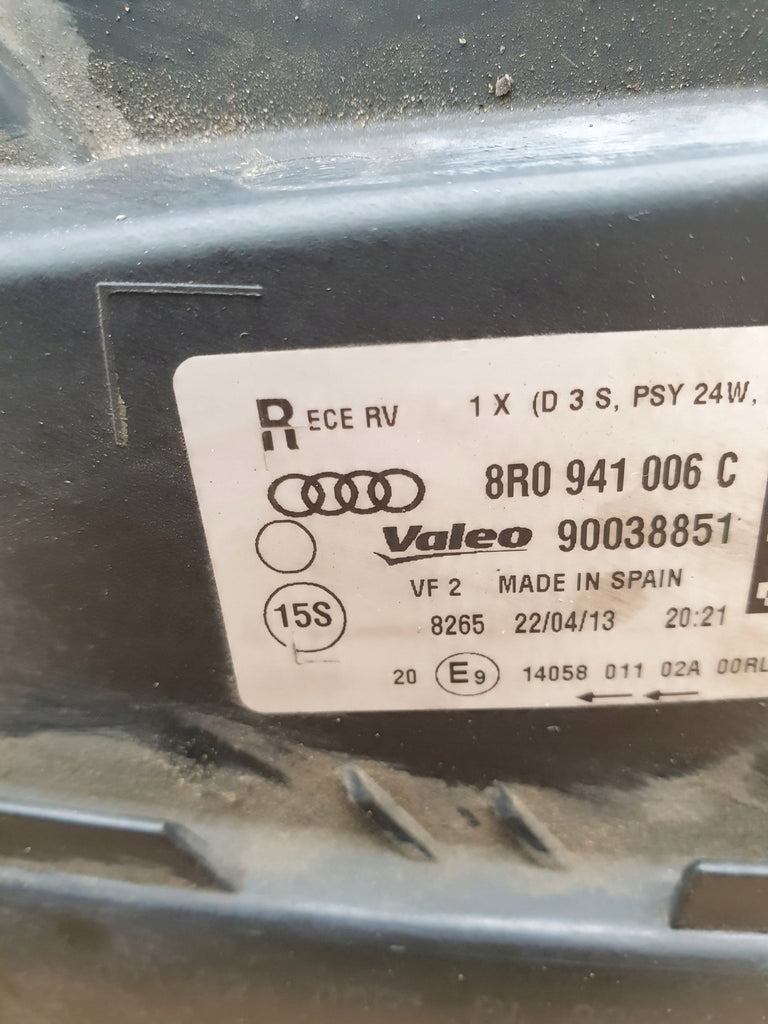 R ECE RV 1 X (D 3 S, PSY 24W,
8R0 941 006 C
Valeo 90038851
VF 2 MADE IN SPAIN
15S 8265 22/04/13 20:21
20 E9 14058 011 02A 00RL